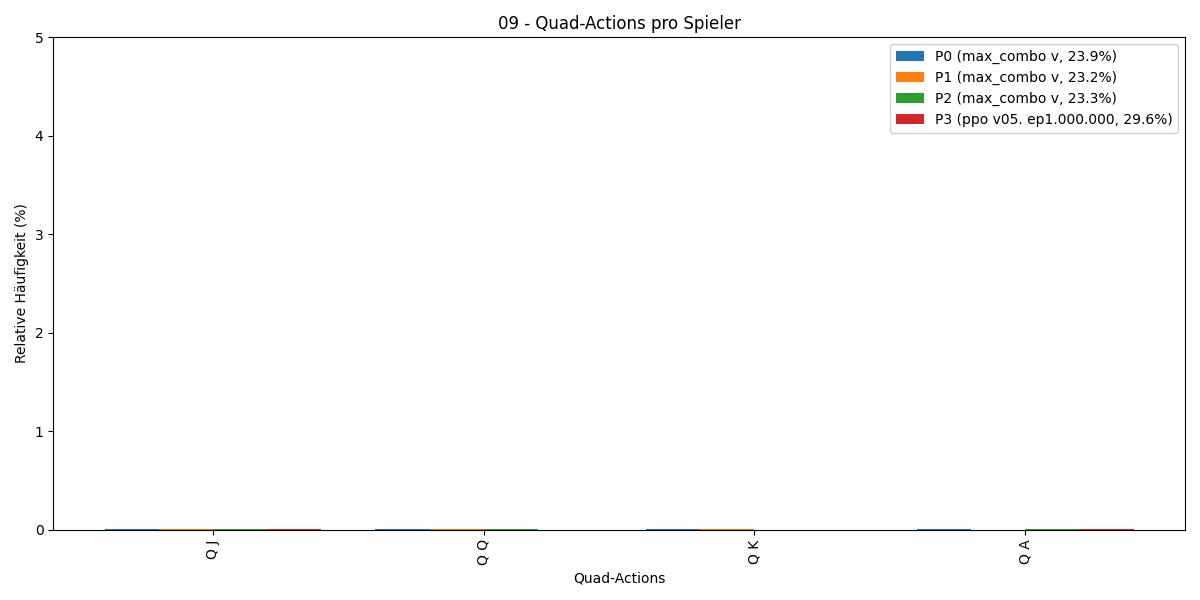 09 - Quad-Actions pro Spieler
P0 (max_combo v, 23.9%)
P1 (max_combo v, 23.2%)
P2 (max_combo v, 23.3%)
P3 (ppo v05. ep1.000.000, 29.6%)
Relative Häufigkeit (%)
5
4
3
2
1
0
Q J
Q Q
Q K
Q A
Quad-Actions